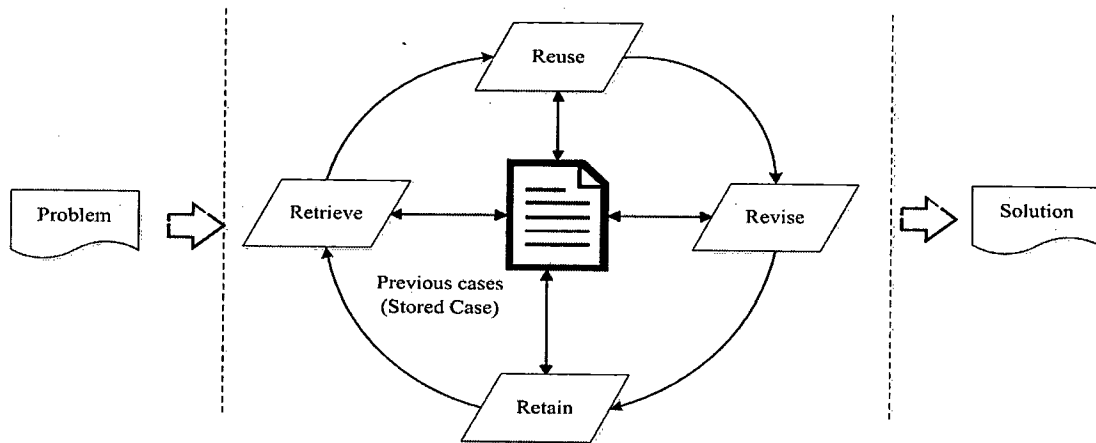 Reuse
Problem
Retrieve
Revise
Solution
Previous cases
(Stored Case)
Retain